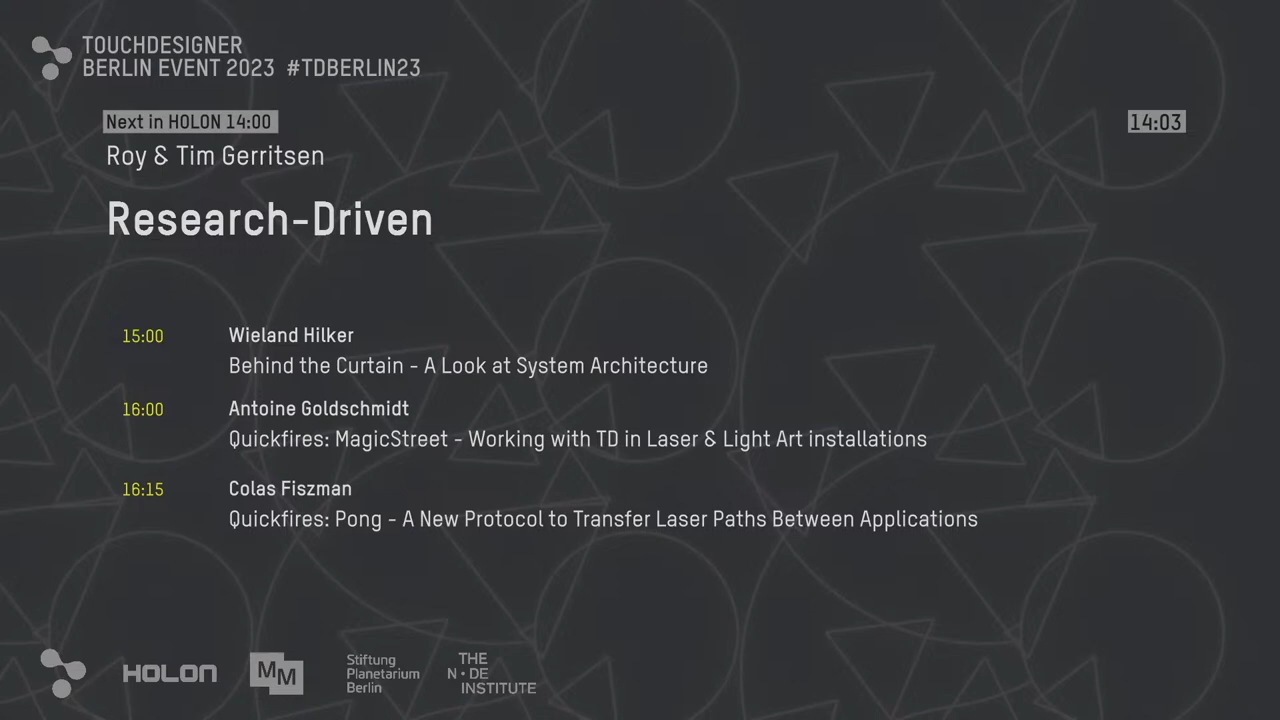 TOUCHDESIGNER
BERLIN EVENT 2023 #TDBERLIN23
Next in HOLON 14:00
14:03
Roy & Tim Gerritsen
Research-Driven
15:00 Wieland Hilker
Behind the Curtain - A Look at System Architecture
16:00 Antoine Goldschmidt
Quickfires: MagicStreet - Working with TD in Laser & Light Art installations
16:15 Colas Fiszman
Quickfires: Pong - A New Protocol to Transfer Laser Paths Between Applications
HOLON
MM
Stiftung
Planetarium
Berlin
THE
N•DE
INSTITUTE